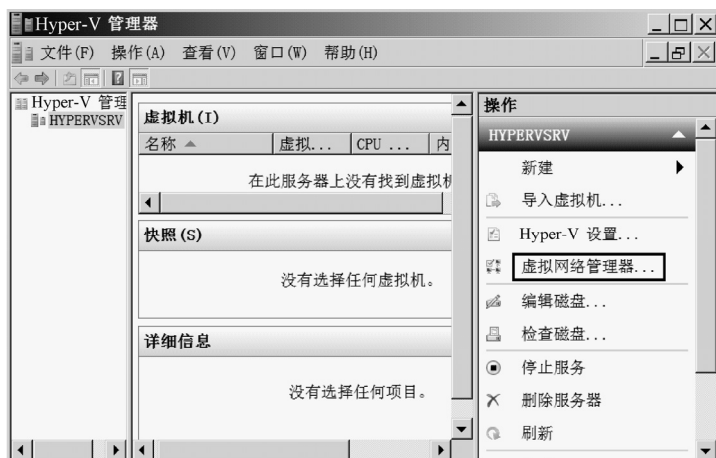 Hyper-V 管理器
文件(F) 操作(A) 查看(V) 窗口(W) 帮助(H)
Hyper-V 管理
HYPERVSRV
虚拟机(I)
名称 虚拟... CPU ... 内
在此服务器上没有找到虚拟机
快照(S)
没有选择任何虚拟机。
详细信息
没有选择任何项目。
操作
HYPERVSRV
新建
导入虚拟机...
Hyper-V 设置...
虚拟网络管理器...
编辑磁盘...
检查磁盘...
停止服务
删除服务器
刷新